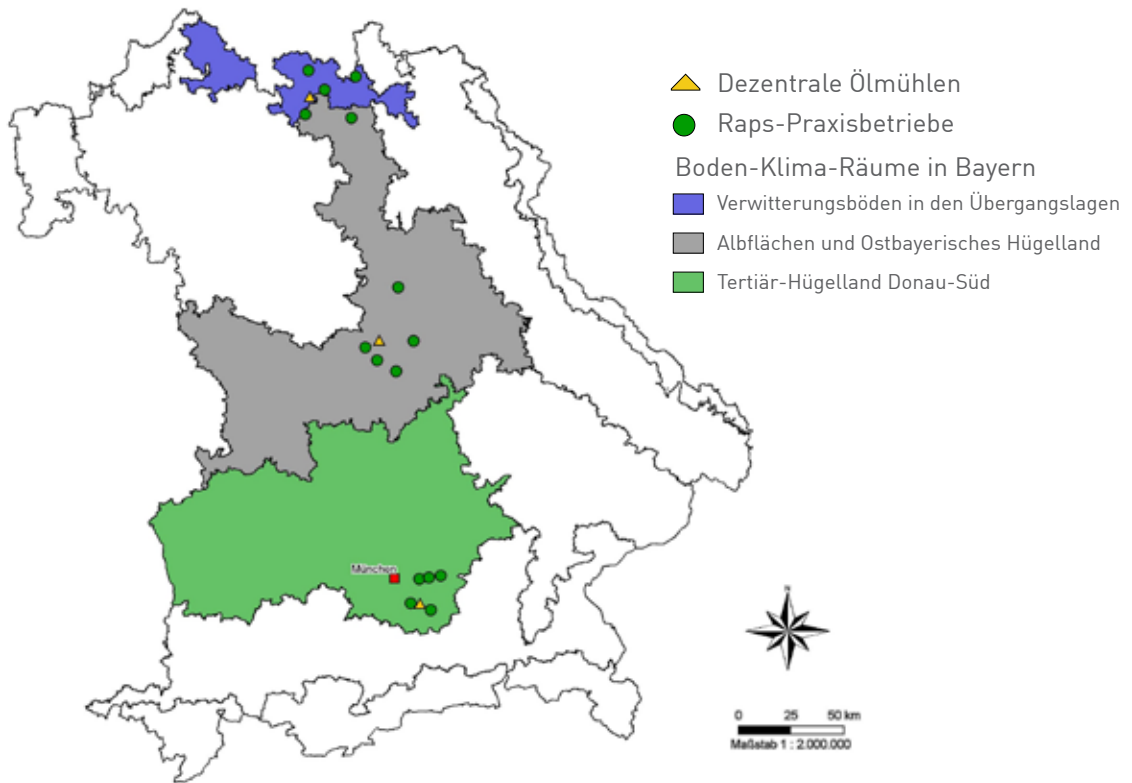 Dezentrale Ölmühlen
Raps-Praxisbetriebe
Boden-Klima-Räume in Bayern
Verwitterungsböden in den Übergangslagen
Albflächen und Ostbayerisches Hügelland
Tertiär-Hügelland Donau-Süd
München
N
0 25 50 km
Maßstab 1 : 2.000.000